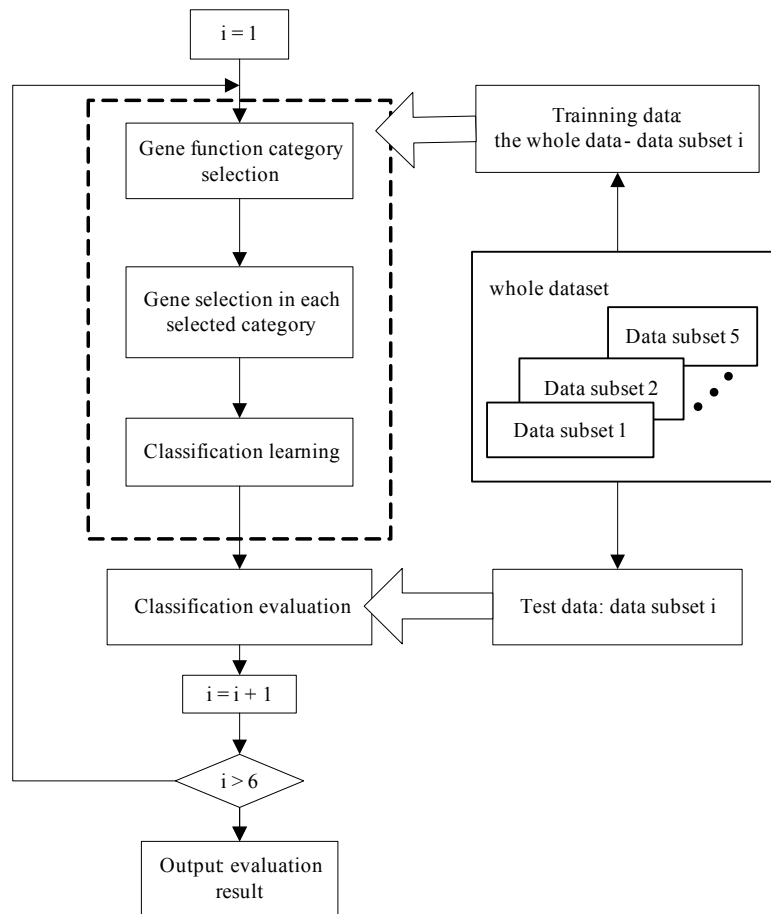 i = 1
Trainning data:
the whole data - data subset i
Gene function category
selection
whole dataset
Gene selection in each
selected category
Data subset 5
Data subset 2
Data subset 1
Classification learning
Classification evaluation
Test data: data subset i
i = i + 1
i > 6
Output: evaluation
result